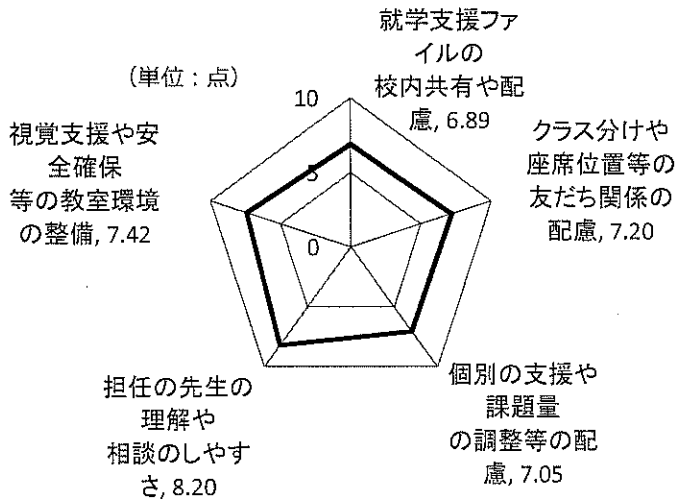 就学支援ファ
イルの
校内共有や配
慮, 6.89
(単位：点)
10
5
0
クラス分けや
座席位置等の
友だち関係の
配慮, 7.20
個別の支援や
課題量
の調整等の配
慮, 7.05
担任の先生の
理解や
相談のしやす
さ, 8.20
視覚支援や安
全確保
等の教室環境
の整備, 7.42